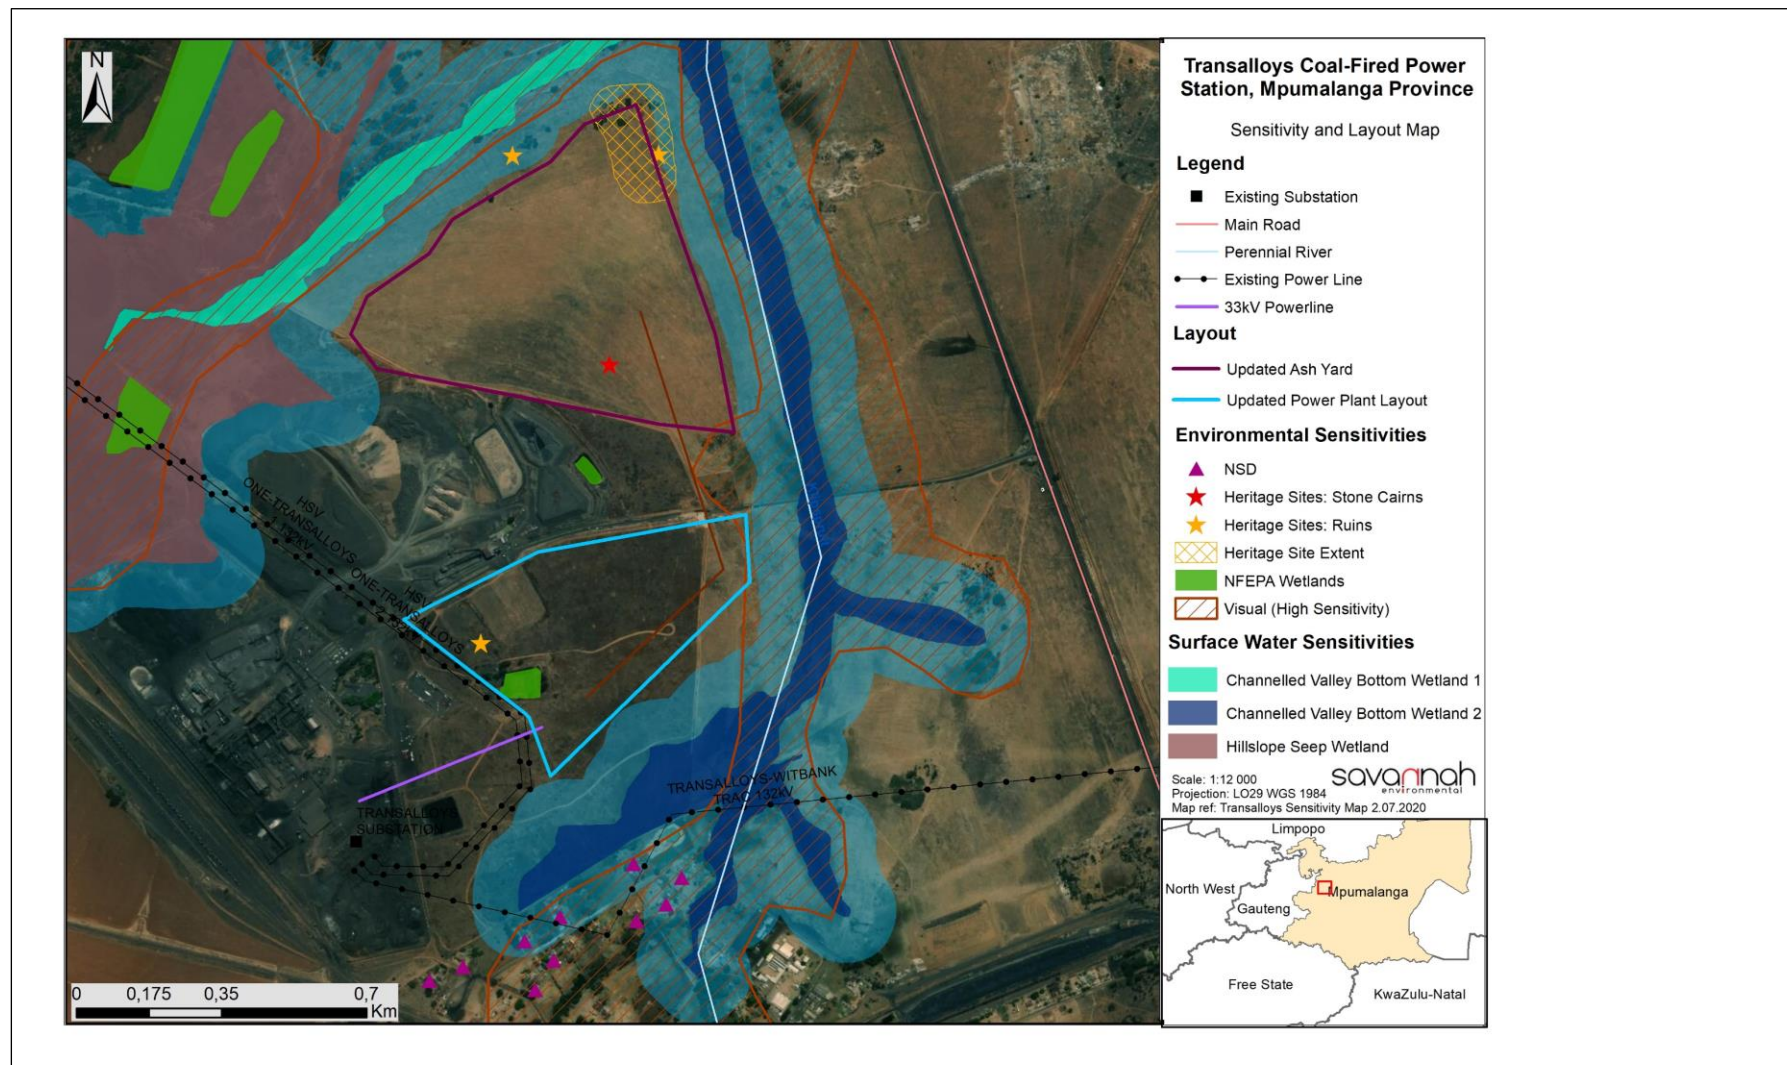 Transalloys Coal-Fired Power
Station, Mpumalanga Province
Sensitivity and Layout Map
Legend
Existing Substation
Main Road
Perennial River
Existing Power Line
33kV Powerline
Layout
Updated Ash Yard
Updated Power Plant Layout
Environmental Sensitivities
NSD
Heritage Sites: Stone Cairns
Heritage Sites: Ruins
Heritage Site Extent
NFEPA Wetlands
Visual (High Sensitivity)
Surface Water Sensitivities
Channelled Valley Bottom Wetland 1
Channelled Valley Bottom Wetland 2
Hillslope Seep Wetland
Scale: 1:12 000
Projection: LO29 WGS 1984
Map ref: Transalloys Sensitivity Map 2.07.2020
savannah
environmental
Limpopo
North West
Mpumalanga
Gauteng
Free State
KwaZulu-Natal
N
HSV
ONE-TRANSALLOYS
1 132kV
HSV
ONE-TRANSALLOYS
TRANSALLOYS-WITBANK
TRAC 132kV
TRANSALLOYS
SUBSTATION
0 0,175 0,35 0,7
Km